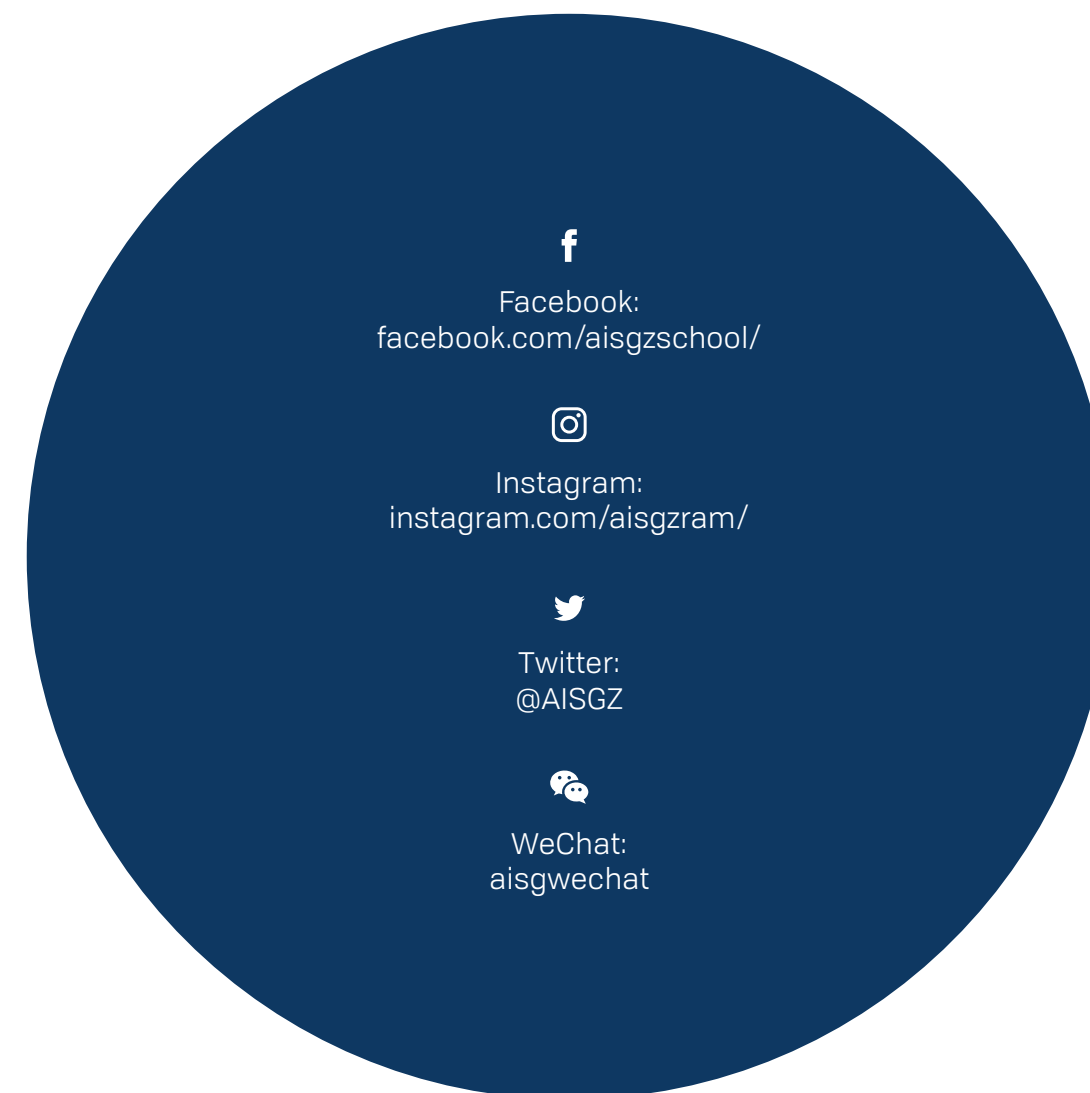 Facebook:
facebook.com/aisgzschool/
Instagram:
instagram.com/aisgzram/
Twitter:
@AISGZ
WeChat:
aisgwechat